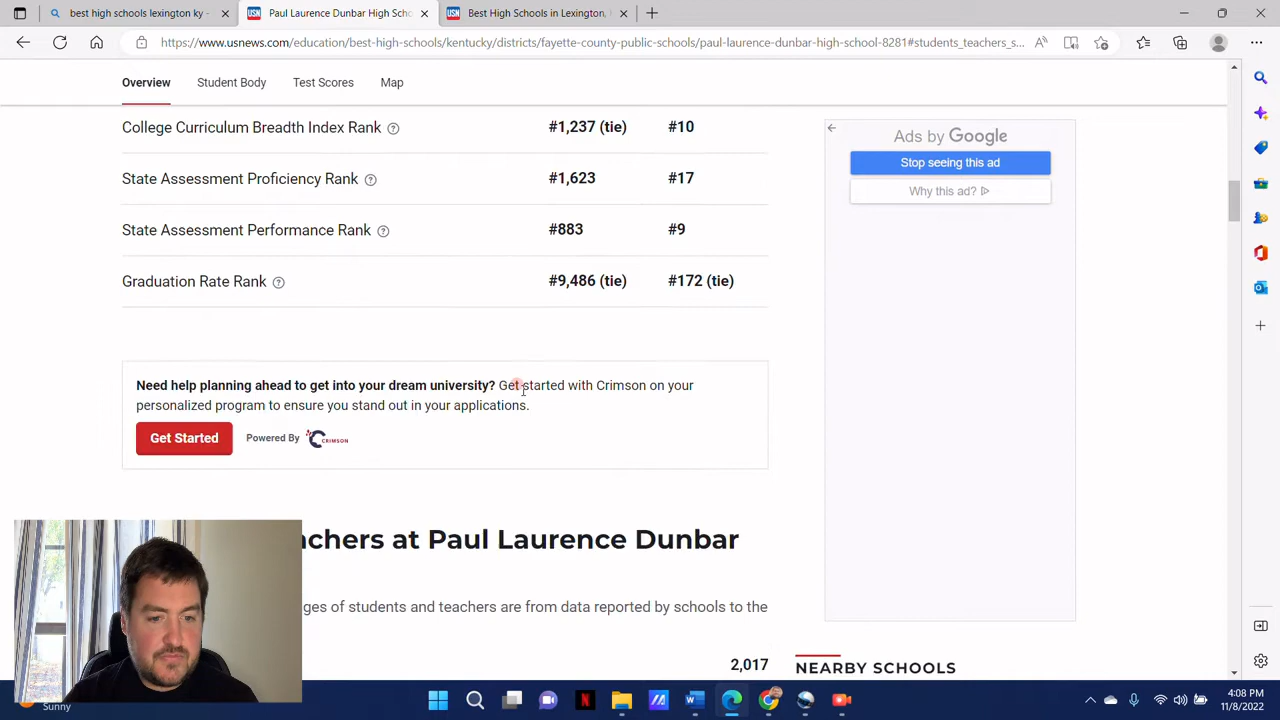 best high schools lexington ky -
Paul Laurence Dunbar High Scho
Best High Schools in Lexington,
https://www.usnews.com/education/best-high-schools/kentucky/districts/fayette-county-public-schools/paul-laurence-dunbar-high-school-8281#students_teachers_s...
Overview
Student Body
Test Scores
Map
College Curriculum Breadth Index Rank ? #1,237 (tie) #10
State Assessment Proficiency Rank ? #1,623 #17
State Assessment Performance Rank ? #883 #9
Graduation Rate Rank ? #9,486 (tie) #172 (tie)
Ads by Google
Stop seeing this ad
Why this ad?
Need help planning ahead to get into your dream university? Get started with Crimson on your
personalized program to ensure you stand out in your applications.
Get Started
Powered By CRIMSON
achers at Paul Laurence Dunbar
ges of students and teachers are from data reported by schools to the
2,017
NEARBY SCHOOLS
Sunny
4:08 PM
11/8/2022